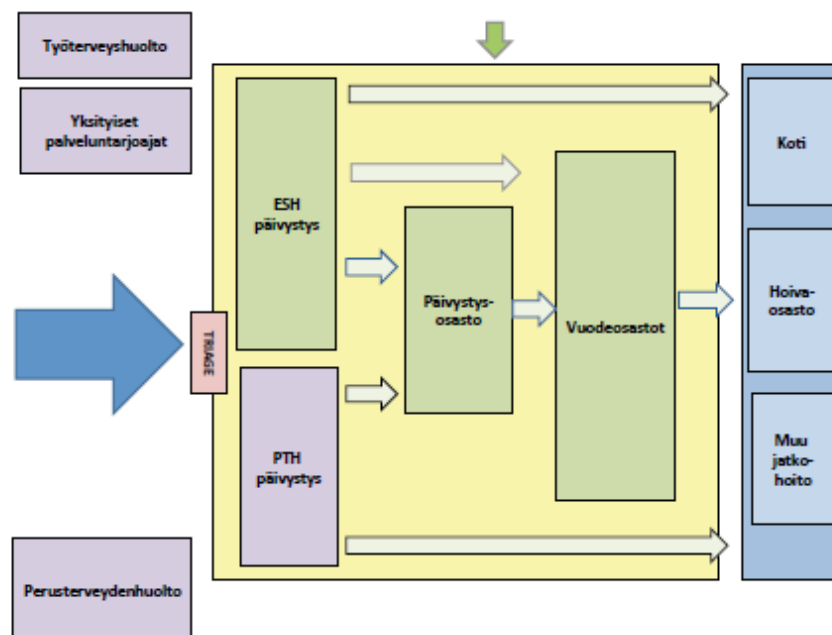 Työterveyshuolto
Yksityiset
palveluntarjoajat
ESH
päivystys
Päivystys-
osasto
Vuodeosastot
TRIAGE
PTH
päivystys
Perusterveydenhuolto
Koti
Hoiva-
osasto
Muu
jatko-
hoito